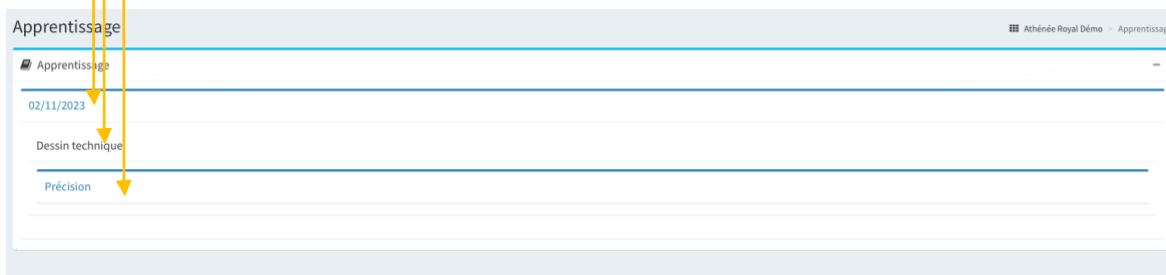 Apprentissage
Athénée Royal Démo > Apprentissag
Apprentissage
02/11/2023
Dessin technique
Précision